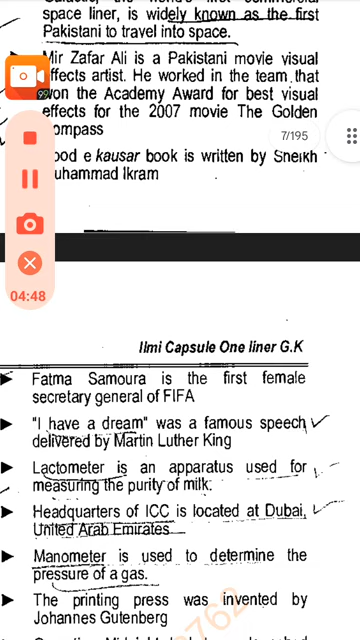 Galactic, the world's first commercial
space liner, is widely known as the first
Pakistani to travel into space.
Mir Zafar Ali is a Pakistani movie visual
effects artist. He worked in the team that
won the Academy Award for best visual
effects for the 2007 movie The Golden
ompass
7/195
ood e kausar book is written by Sheikh
uhammad Ikram
04:48
Ilmi Capsule One liner G.K
Fatma Samoura is the first female
secretary general of FIFA
"I have a dream" was a famous speech
delivered by Martin Luther King
Lactometer is an apparatus used for
measuring the purity of milk.
Headquarters of ICC is located at Dubai,
United Arab Emirates
Manometer is used to determine the
pressure of a gas.
The printing press was invented by
Johannes Gutenberg